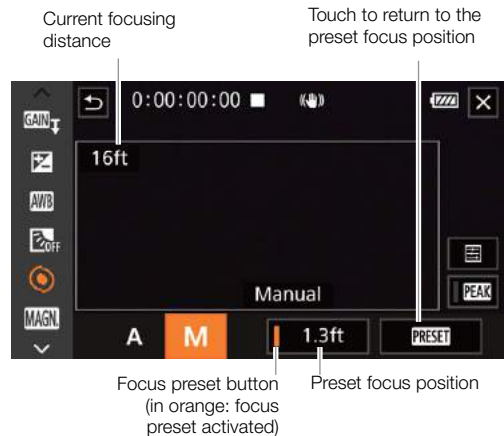 Current focusing
distance
Touch to return to the
preset focus position
0:00:00:00
GAIN
16ft
AWB
OFF
Manual
PEAK
MAGN.
A
M
1.3ft
PRESET
Focus preset button
(in orange: focus
preset activated)
Preset focus position